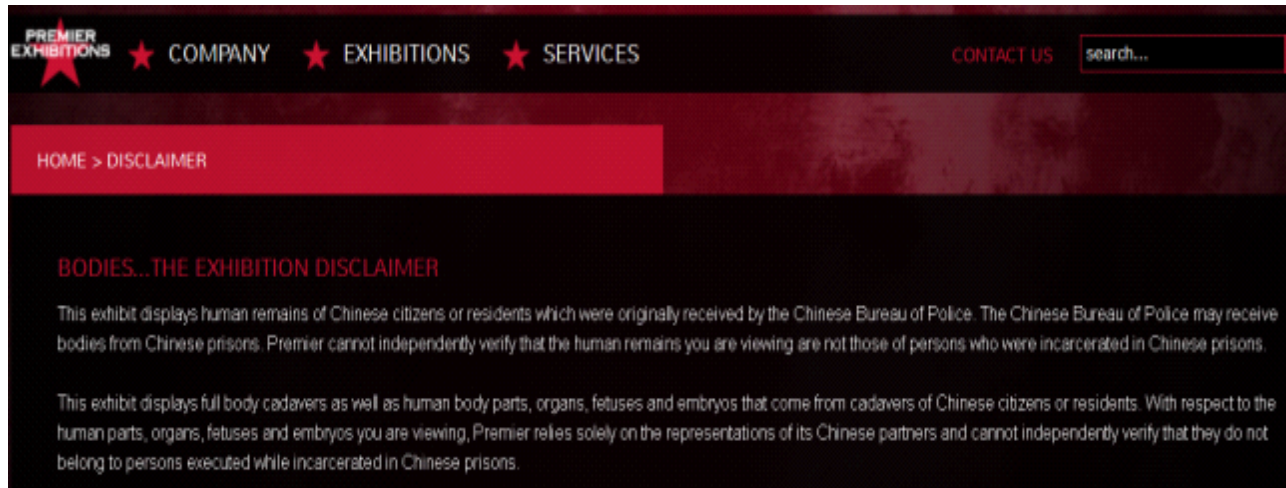 PREMIER
EXHIBITIONS
COMPANY
EXHIBITIONS
SERVICES
CONTACT US
search...
HOME > DISCLAIMER
BODIES...THE EXHIBITION DISCLAIMER
This exhibit displays human remains of Chinese citizens or residents which were originally received by the Chinese Bureau of Police. The Chinese Bureau of Police may receive
bodies from Chinese prisons. Premier cannot independently verify that the human remains you are viewing are not those of persons who were incarcerated in Chinese prisons.
This exhibit displays full body cadavers as well as human body parts, organs, fetuses and embryos that come from cadavers of Chinese citizens or residents. With respect to the
human parts, organs, fetuses and embryos you are viewing, Premier relies solely on the representations of its Chinese partners and cannot independently verify that they do not
belong to persons executed while incarcerated in Chinese prisons.